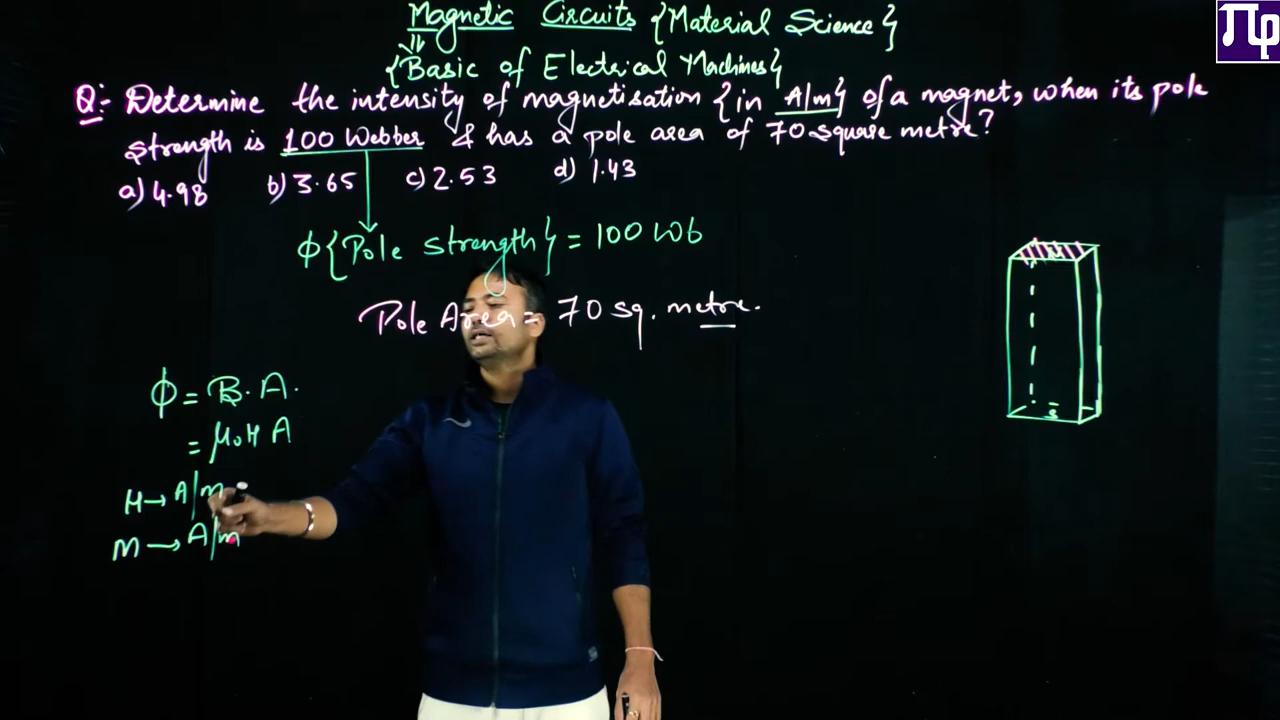 Magnetic Circuits {Material Science}
{Basic of Electrical Machines}
Q:- Determine the intensity of magnetisation {in A/m} of a magnet, when its pole
strength is 100 Webber & has a pole area of 70 square metre?
a) 4.98 b) 3.65 c) 2.53 d) 1.43
ϕ{Pole strength} = 100 Wb
Pole Area = 70 sq. metre.
ϕ = B.A.
= μ₀H A
H → A/m
M → A/m
πφ